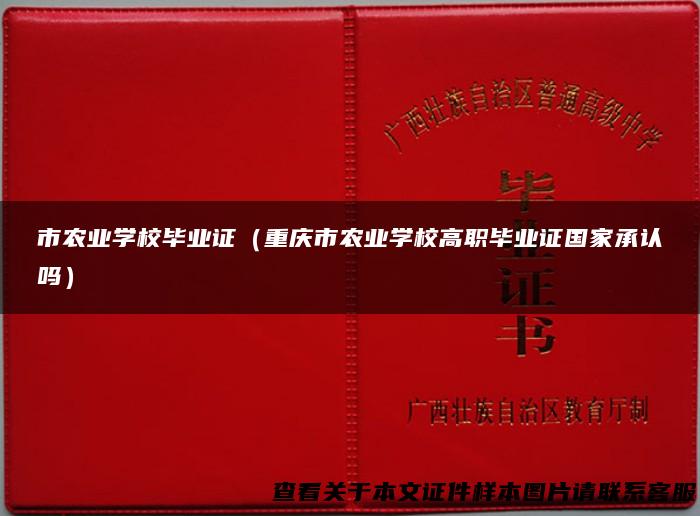 广西壮族自治区普通高级中学
毕业证书
市农业学校毕业证（重庆市农业学校高职毕业证国家承认
吗）
广西壮族自治区教育厅制
查看关于本文证件样本图片请联系客服